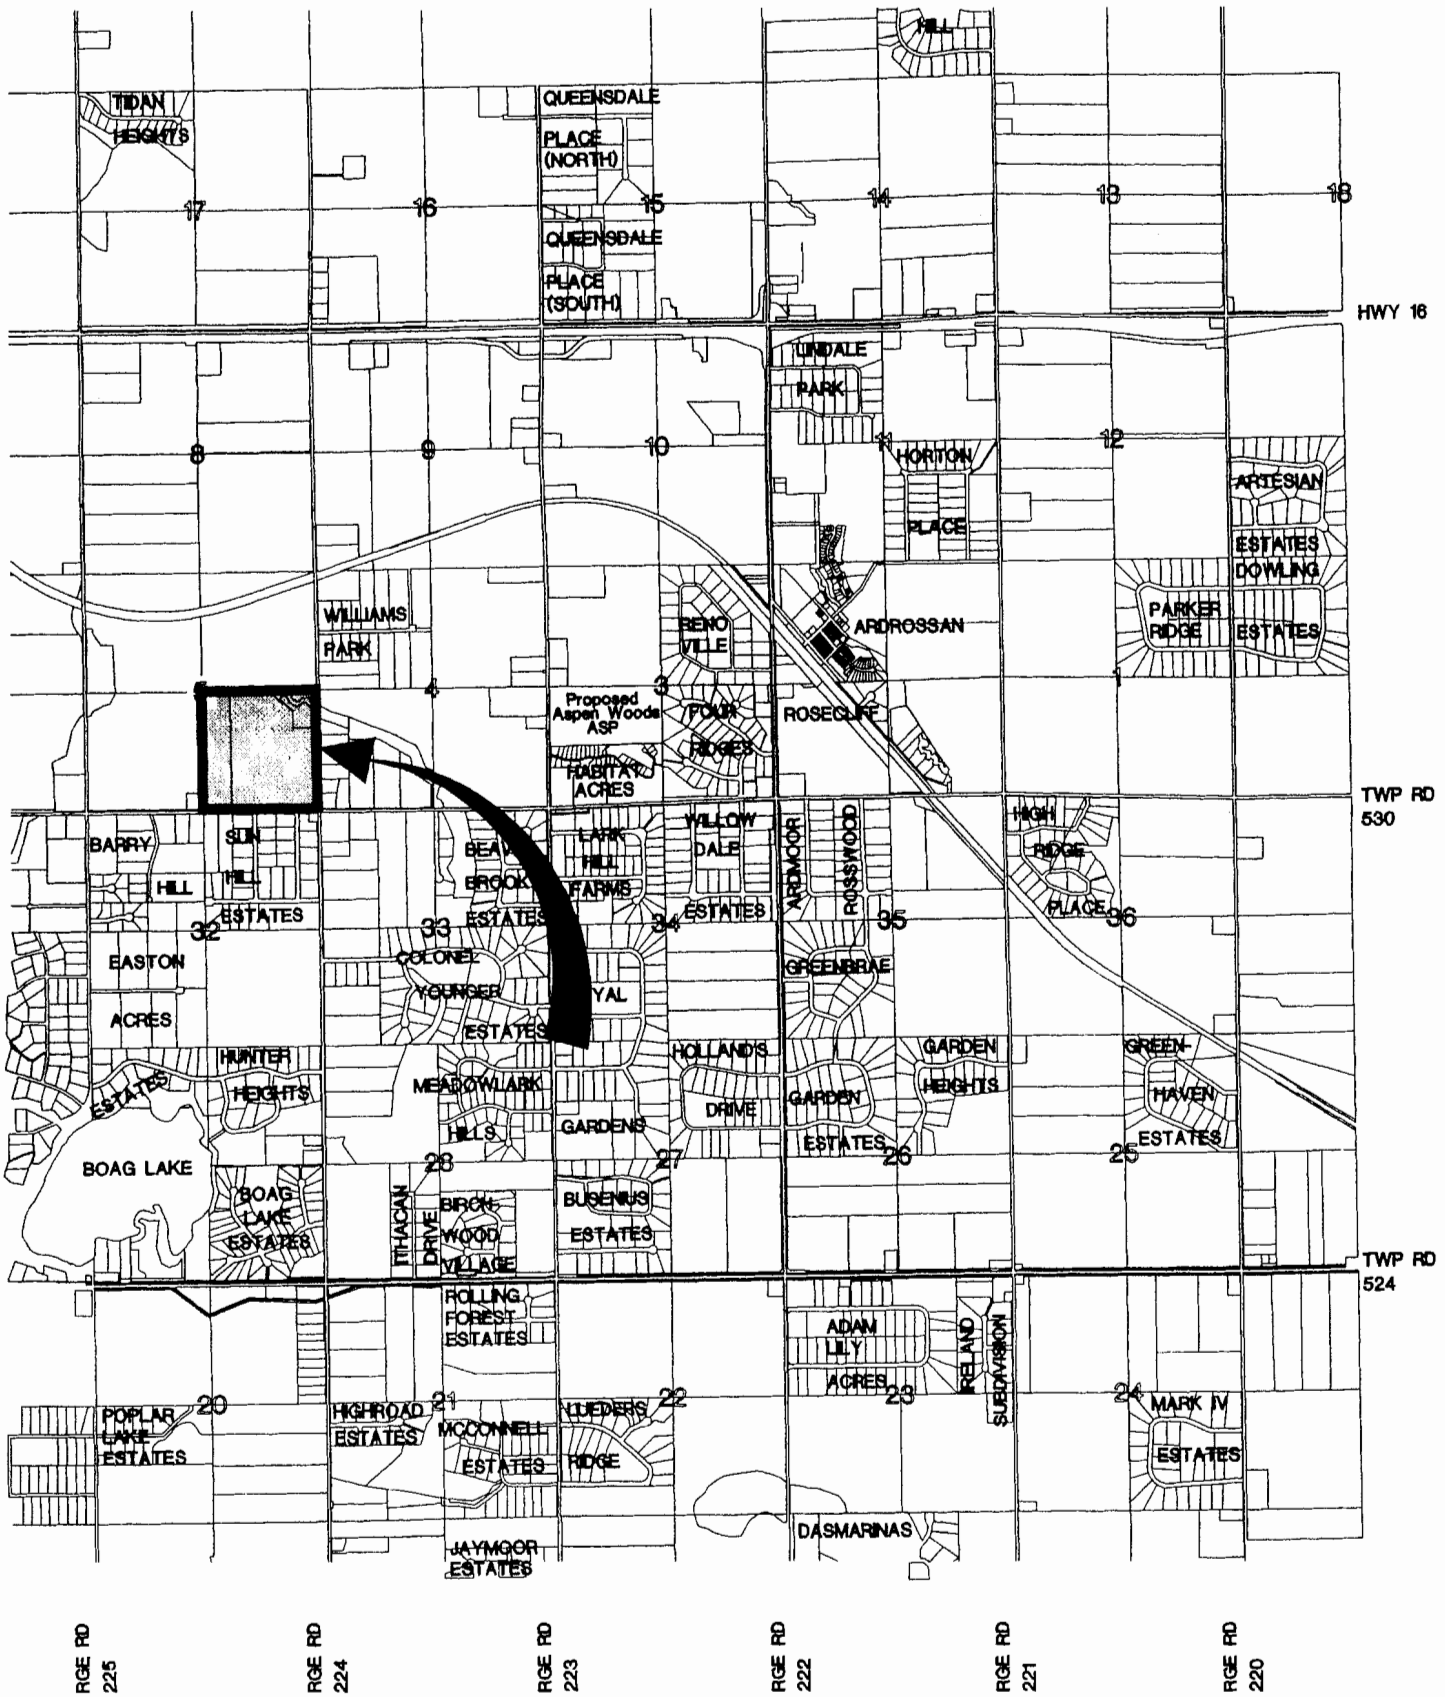 HILL
TIDAN
HEIGHTS
QUEENSDALE
PLACE
(NORTH)
17
16
15
14
13
18
QUEENSDALE
PLACE
(SOUTH)
HWY 16
LINDALE
PARK
8
9
10
11
12
HORTON
PLACE
ARTESIAN
ESTATES
DOWLING
ESTATES
PARKER
RIDGE
WILLIAMS
PARK
RENO
VILLE
ARDROSSAN
4
3
1
Proposed
Aspen Woods
ASP
FOUR
RIDGES
ROSECLIFF
HABITAT
ACRES
TWP RD
530
BARRY
HILL
SUN
HILL
ESTATES
BROOK
ESTATES
LARK
HILL
FARMS
WILLOW
DALE
ESTATES
ARDMOOR
ROSSWOOD
HIGH
RIDGE
PLACE
32
33
34
35
36
EASTON
ACRES
COLONEL
YOUNGER
ESTATES
YAL
GARDENS
GREENBRAE
HUNTER
HEIGHTS
ESTATES
MEADOWLARK
HILLS
HOLLAND'S
DRIVE
GARDEN
ESTATES
GARDEN
HEIGHTS
GREEN-
HAVEN
ESTATES
BOAG LAKE
28
27
26
25
BOAG
LAKE
ESTATES
ITHACAN
DRIVE
BIRCH-
WOOD
VILLAGE
BUSENIUS
ESTATES
TWP RD
524
ROLLING
FOREST
ESTATES
ADAM
LILY
ACRES
IRELAND
SUBDIVISION
20
21
22
23
24
POPLAR
LAKE
ESTATES
HIGHROAD
ESTATES
MCCONNELL
ESTATES
LUEDERS
RIDGE
MARK IV
ESTATES
DASMARINAS
JAYMOOR
ESTATES
RGE RD
225
RGE RD
224
RGE RD
223
RGE RD
222
RGE RD
221
RGE RD
220